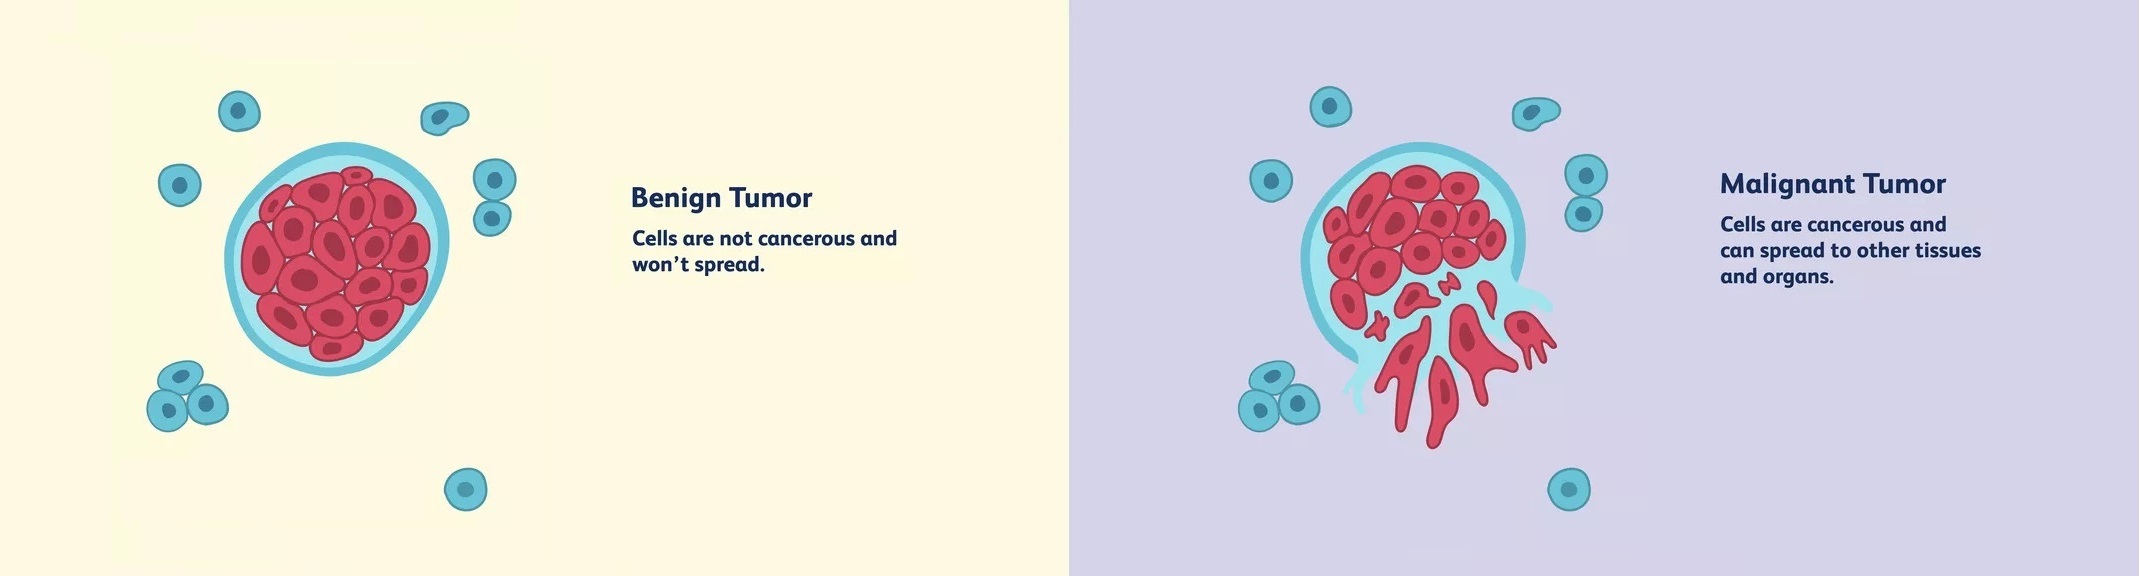 Benign Tumor
Cells are not cancerous and
won’t spread.
Malignant Tumor
Cells are cancerous and
can spread to other tissues
and organs.